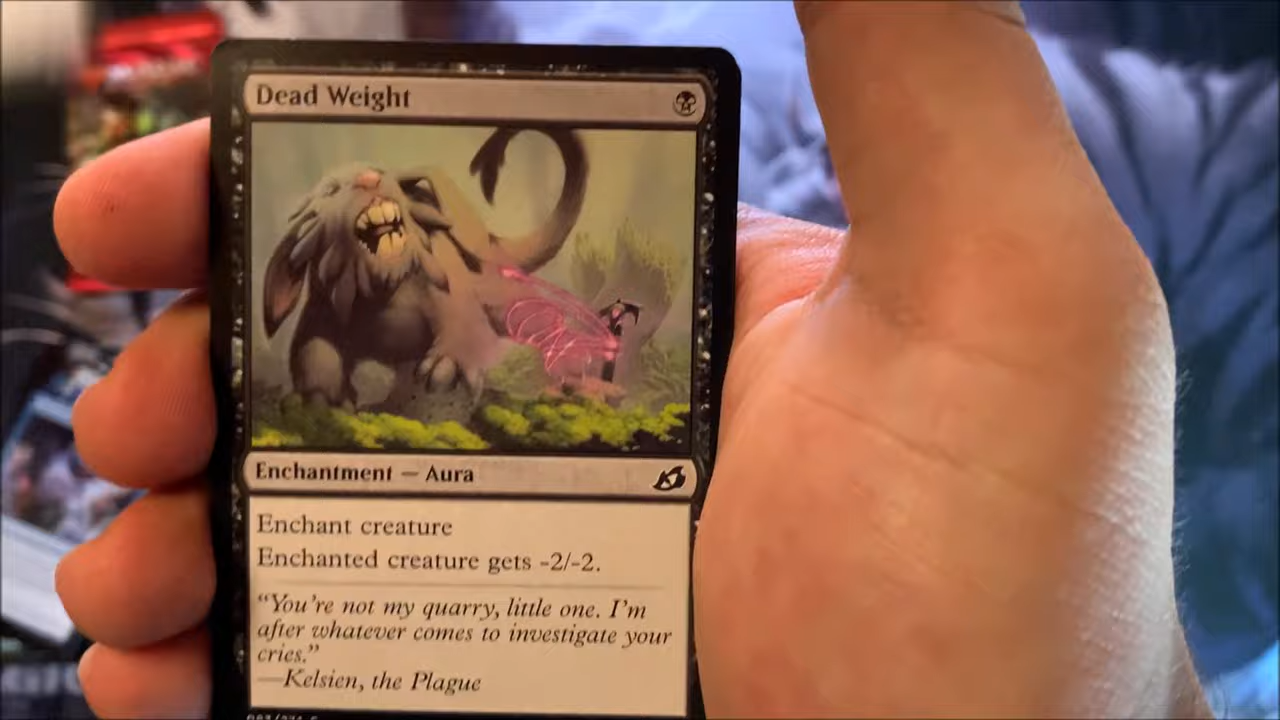 Dead Weight
Enchantment — Aura
Enchant creature
Enchanted creature gets -2/-2.
“You’re not my quarry, little one. I’m
after whatever comes to investigate your
cries.”
—Kelsien, the Plague